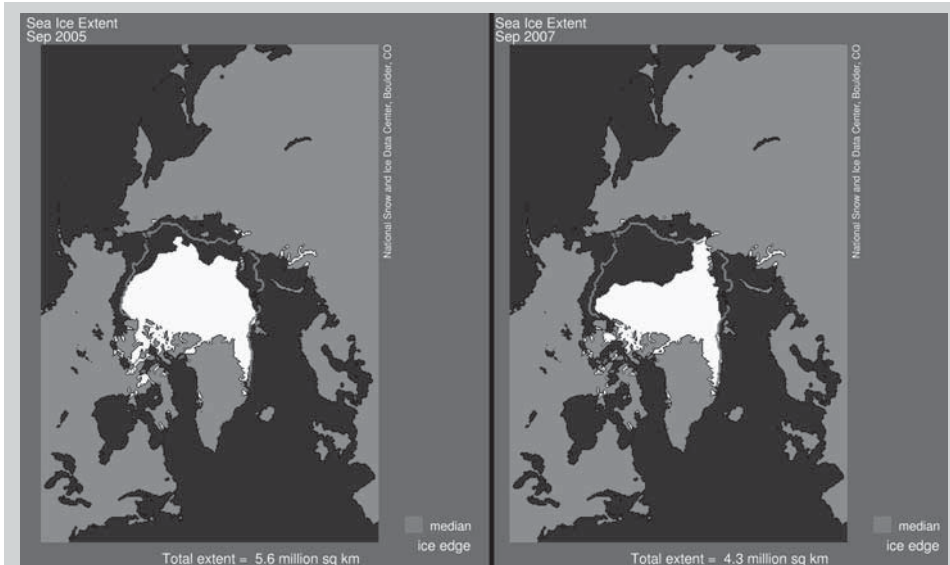 Sea Ice Extent
Sep 2005
National Snow and Ice Data Center, Boulder, CO
median
ice edge
Total extent = 5.6 million sq km
Sea Ice Extent
Sep 2007
National Snow and Ice Data Center, Boulder, CO
median
ice edge
Total extent = 4.3 million sq km